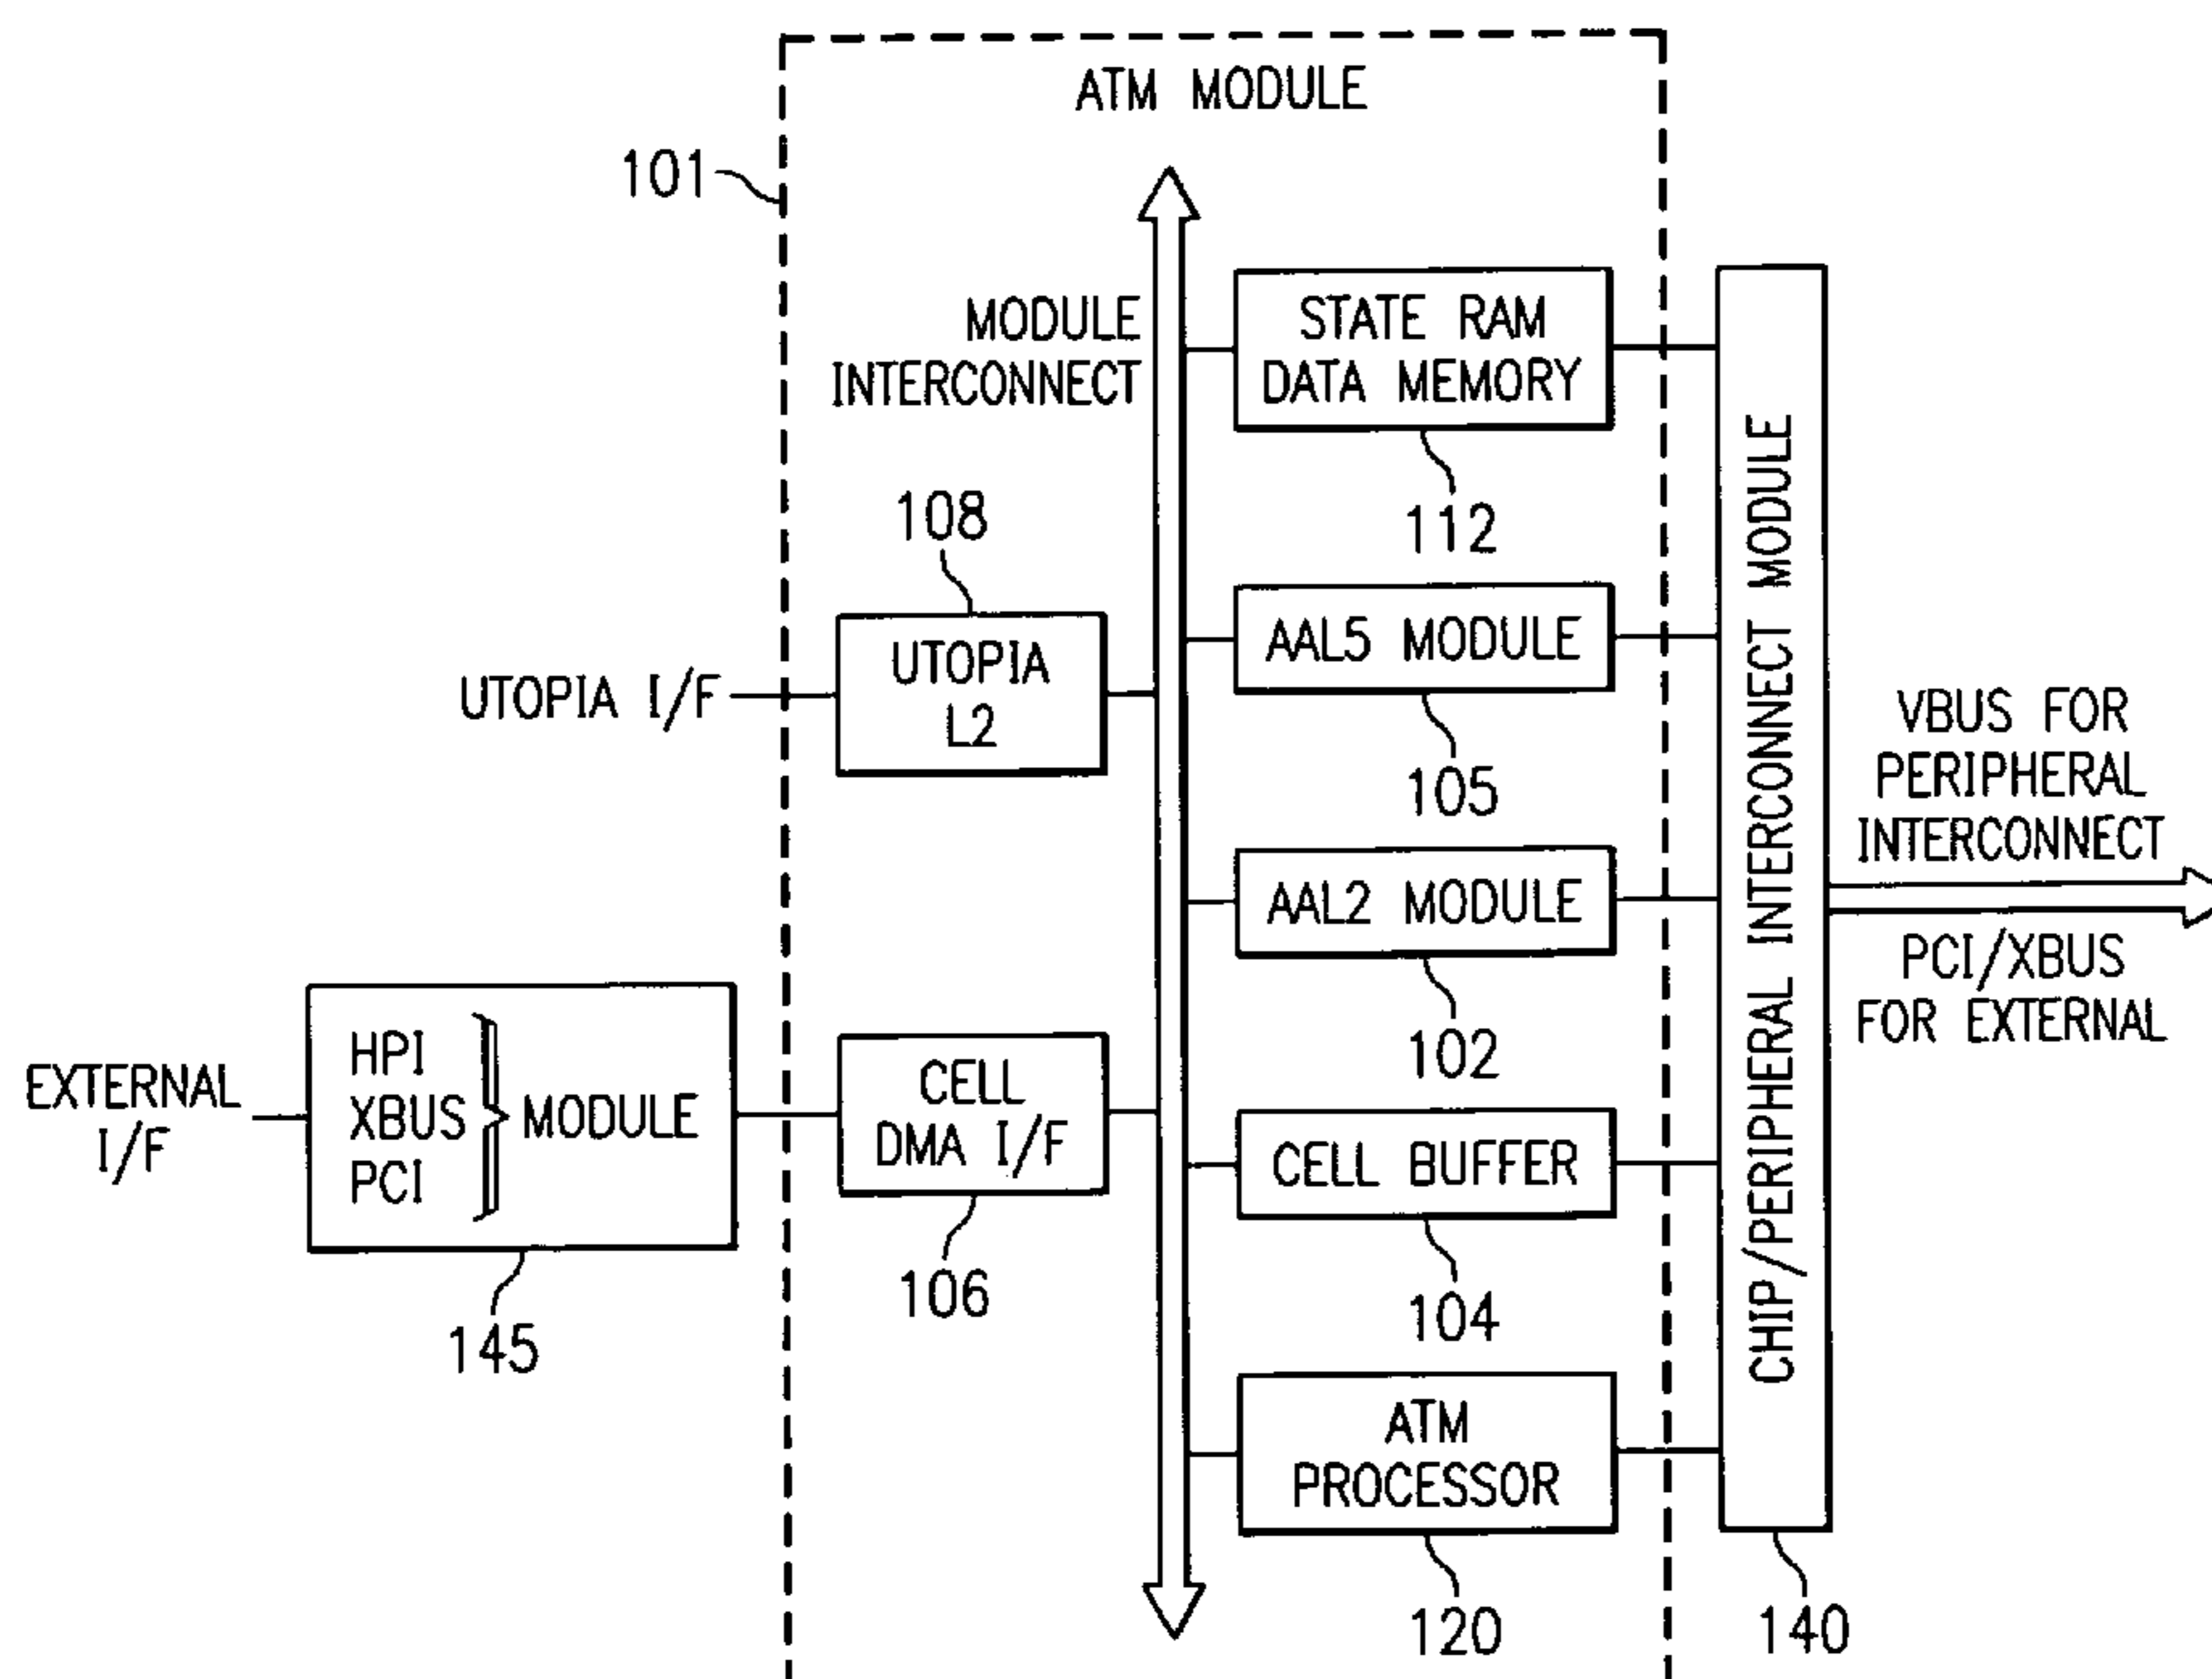 ATM MODULE
101
MODULE
INTERCONNECT
STATE RAM
DATA MEMORY
112
108
UTOPIA I/F
UTOPIA
L2
AAL5 MODULE
105
AAL2 MODULE
102
EXTERNAL
I/F
HPI
XBUS
PCI
MODULE
145
CELL
DMA I/F
106
CELL BUFFER
104
ATM
PROCESSOR
120
CHIP/PERIPHERAL INTERCONNECT MODULE
140
VBUS FOR
PERIPHERAL
INTERCONNECT
PCI/XBUS
FOR EXTERNAL